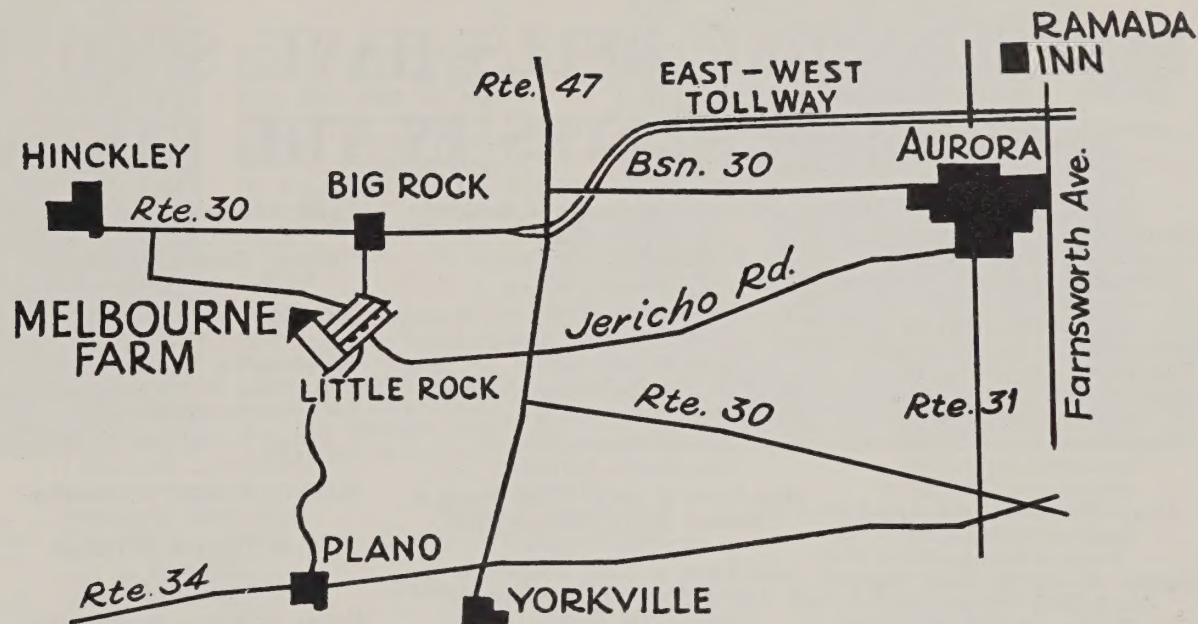 RAMADA
INN
Rte. 47
EAST-WEST
TOLLWAY
HINCKLEY
BIG ROCK
Bsn. 30
AURORA
Rte. 30
Farnsworth Ave.
MELBOURNE
FARM
Jericho Rd.
LITTLE ROCK
Rte. 30
Rte. 31
PLANO
Rte. 34
YORKVILLE